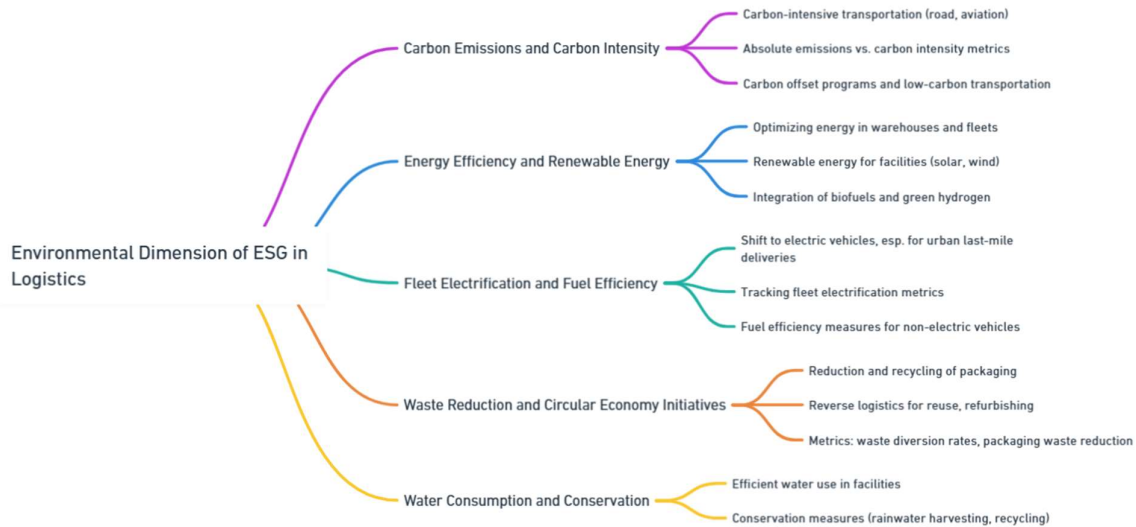 Environmental Dimension of ESG in
Logistics
Carbon Emissions and Carbon Intensity
Carbon-intensive transportation (road, aviation)
Absolute emissions vs. carbon intensity metrics
Carbon offset programs and low-carbon transportation
Energy Efficiency and Renewable Energy
Optimizing energy in warehouses and fleets
Renewable energy for facilities (solar, wind)
Integration of biofuels and green hydrogen
Fleet Electrification and Fuel Efficiency
Shift to electric vehicles, esp. for urban last-mile
deliveries
Tracking fleet electrification metrics
Fuel efficiency measures for non-electric vehicles
Waste Reduction and Circular Economy Initiatives
Reduction and recycling of packaging
Reverse logistics for reuse, refurbishing
Metrics: waste diversion rates, packaging waste reduction
Water Consumption and Conservation
Efficient water use in facilities
Conservation measures (rainwater harvesting, recycling)